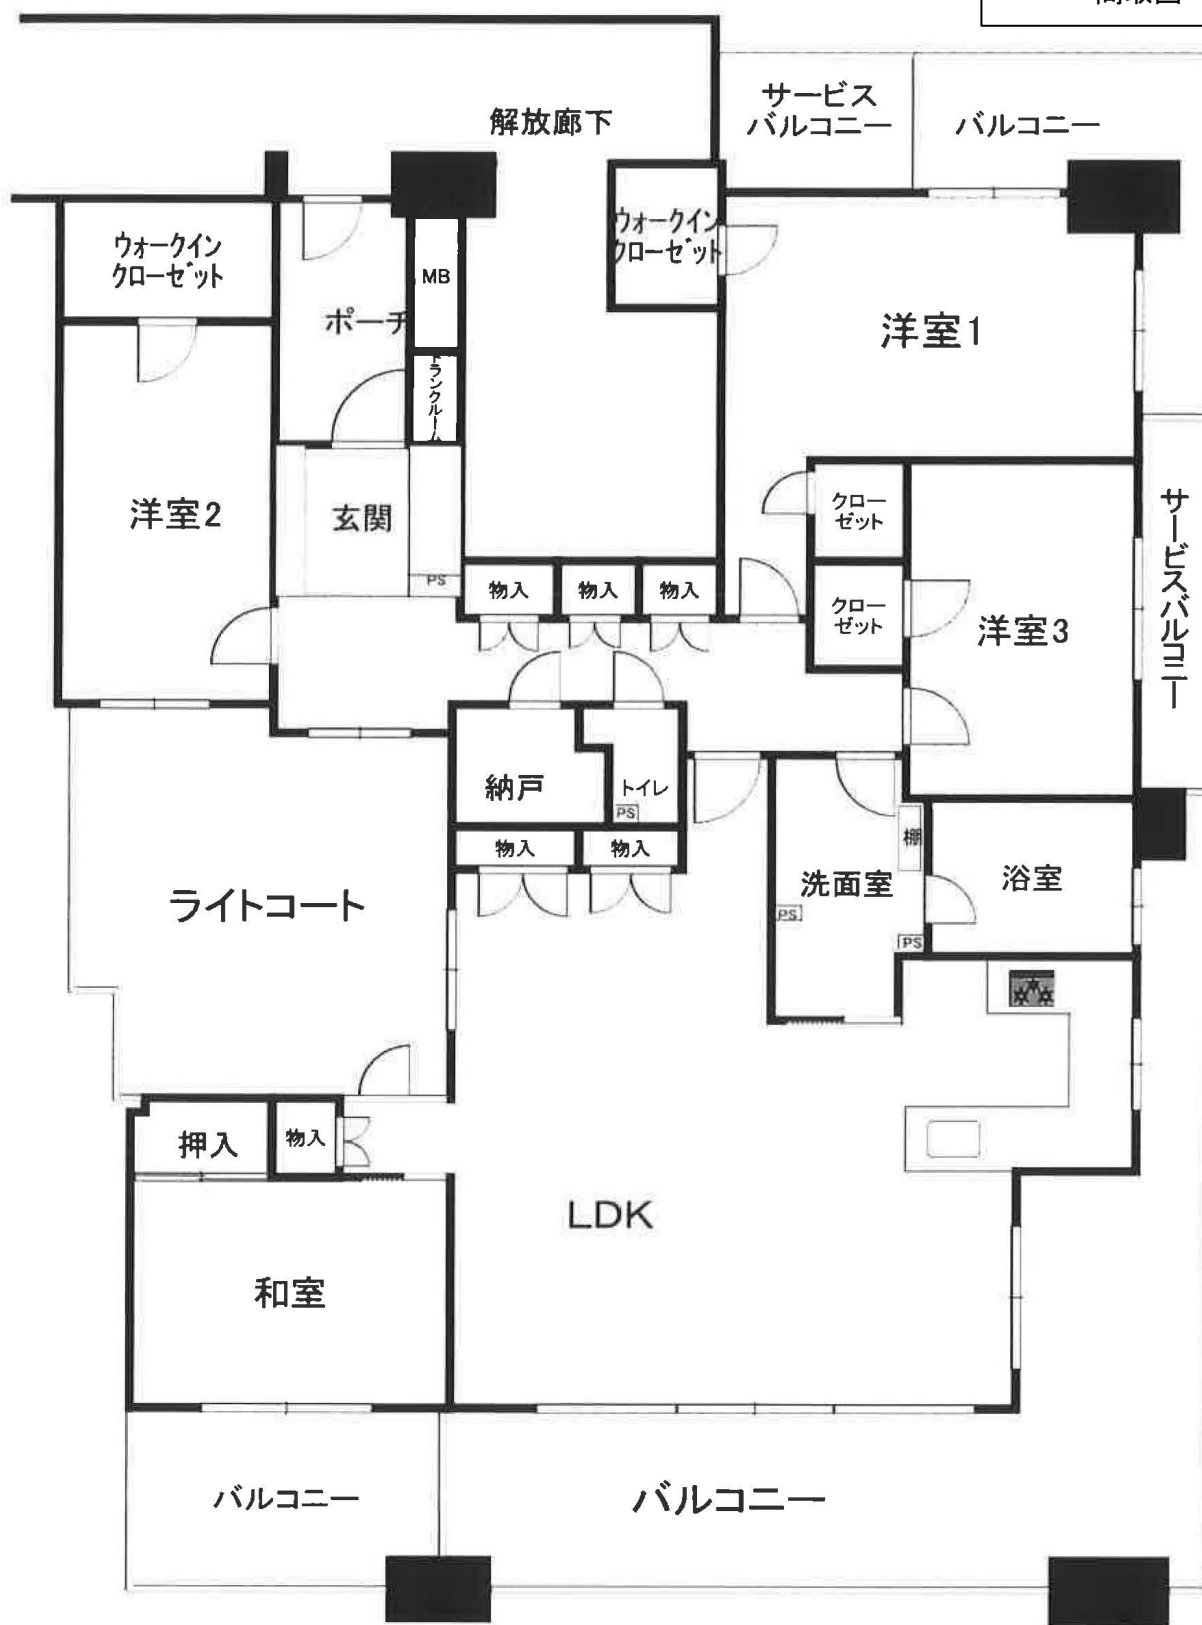 サービス
バルコニー
バルコニー
解放廊下
ウォークイン
クローゼット
ウォークイン
クローゼット
MB
ポーチ
洋室1
トランクルーム
洋室2
玄関
クロー
ゼット
サービスバルコニー
PS
物入
物入
物入
クロー
ゼット
洋室3
納戸
トイレ
PS
棚
物入
物入
洗面室
浴室
ライトコート
PS
PS
押入
物入
LDK
和室
バルコニー
バルコニー